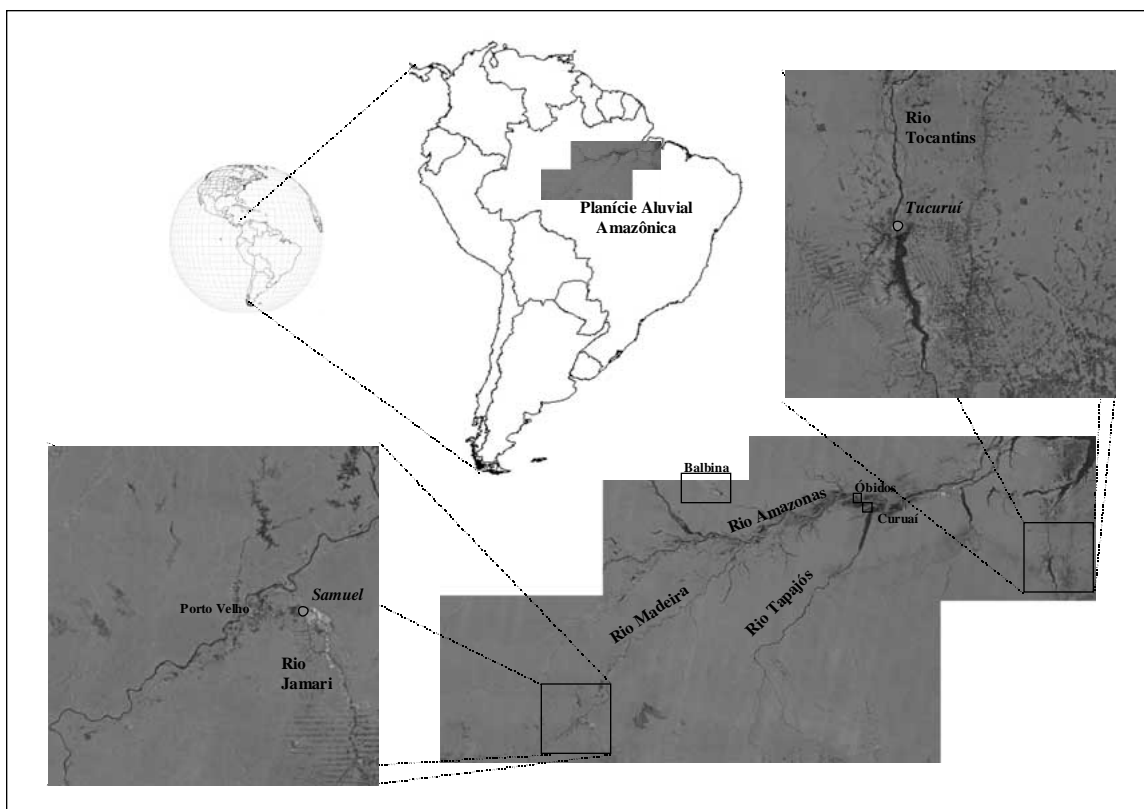 Planície Aluvial
Amazônica
Rio
Tocantins
Tucuruí
Balbina
Óbidos
Rio Amazonas
Curuaí
Rio Madeira
Rio Tapajós
Porto Velho
Samuel
Rio
Jamari